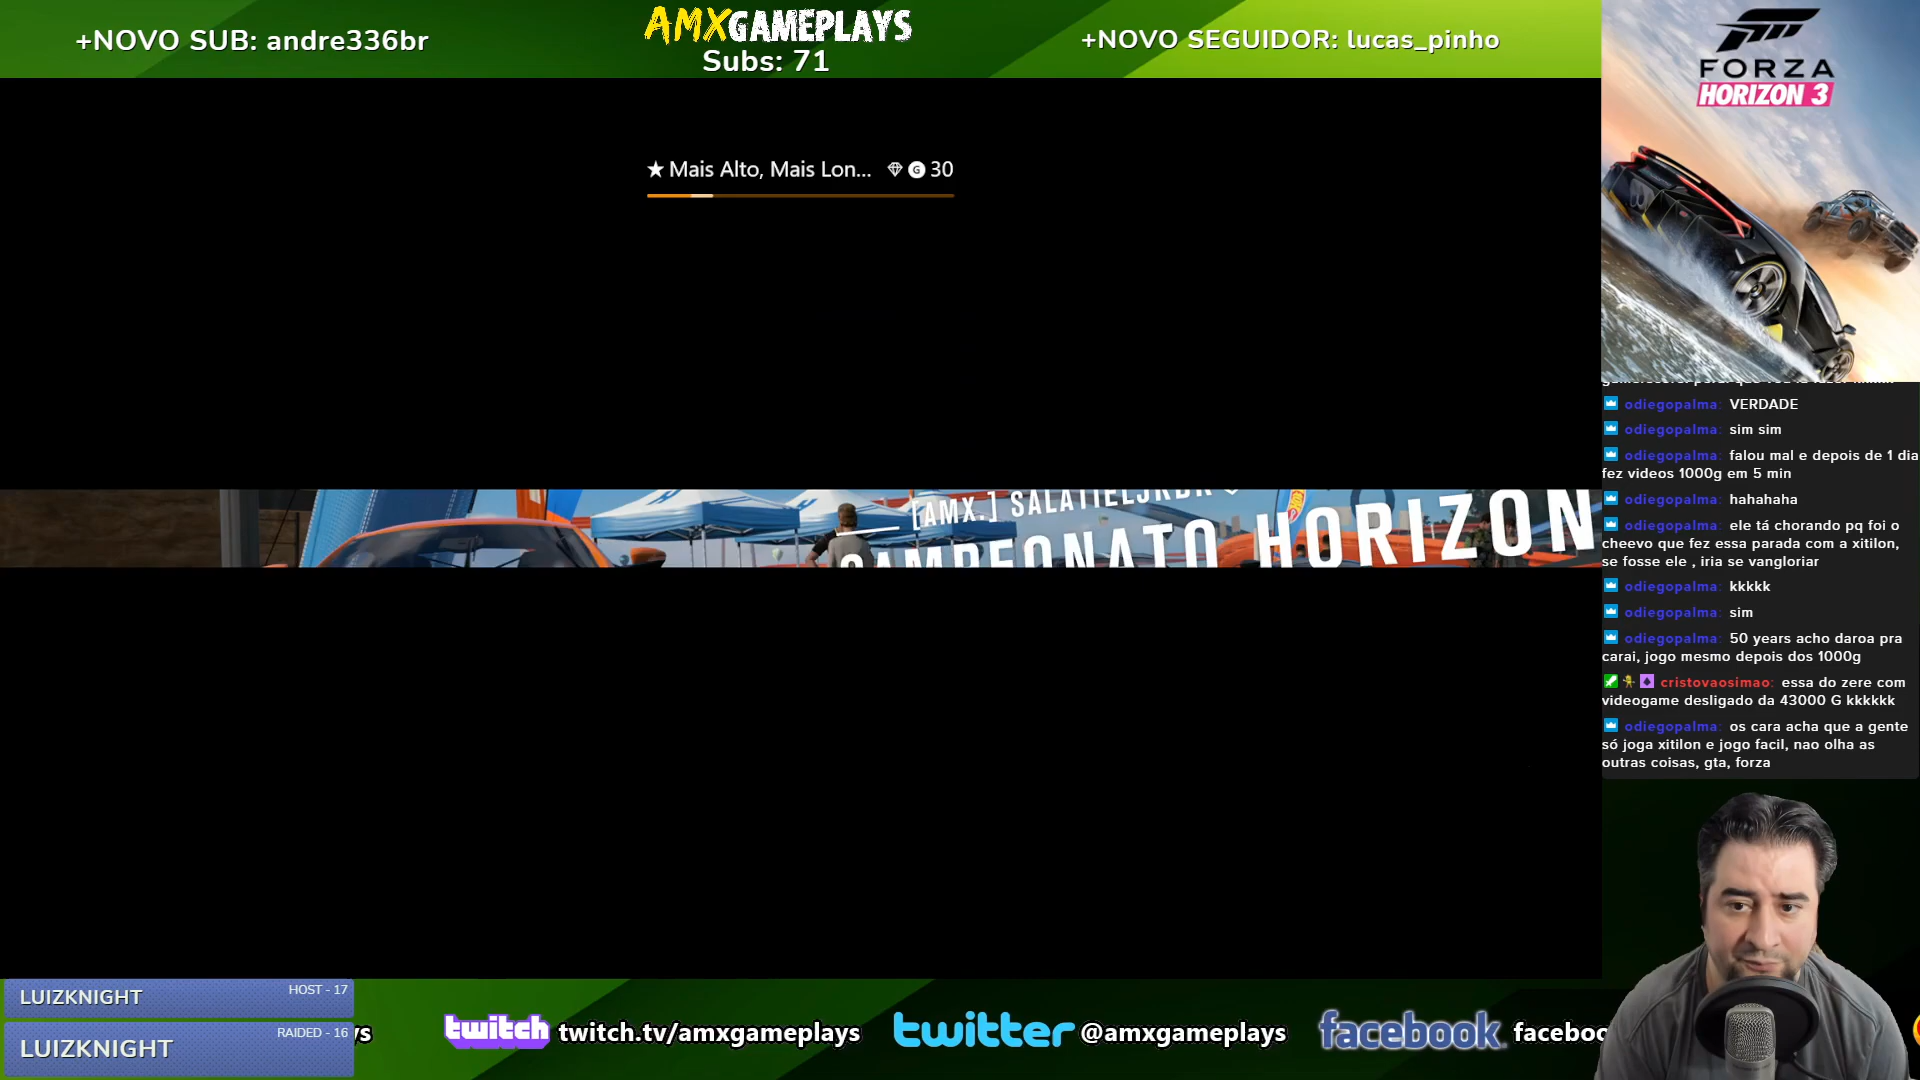 +NOVO SUB: andre336br
AMXGAMEPLAYS
Subs: 71
+NOVO SEGUIDOR: lucas_pinho
FORZA
HORIZON 3
★ Mais Alto, Mais Lon... G 30
[AMX.] SALATIELJRBR
CAMPEONATO HORIZON
odiegopalma: VERDADE
odiegopalma: sim sim
odiegopalma: falou mal e depois de 1 dia
fez videos 1000g em 5 min
odiegopalma: hahahaha
odiegopalma: ele tá chorando pq foi o
cheevo que fez essa parada com a xitilon,
se fosse ele , iria se vangloriar
odiegopalma: kkkkk
odiegopalma: sim
odiegopalma: 50 years acho daroa pra
carai, jogo mesmo depois dos 1000g
cristovaosimao: essa do zere com
videogame desligado da 43000 G kkkkkk
odiegopalma: os cara acha que a gente
só joga xitilon e jogo facil, nao olha as
outras coisas, gta, forza
LUIZKNIGHT HOST - 17
LUIZKNIGHT RAIDED - 16
ys
twitch twitch.tv/amxgameplays
twitter @amxgameplays
facebook faceboo